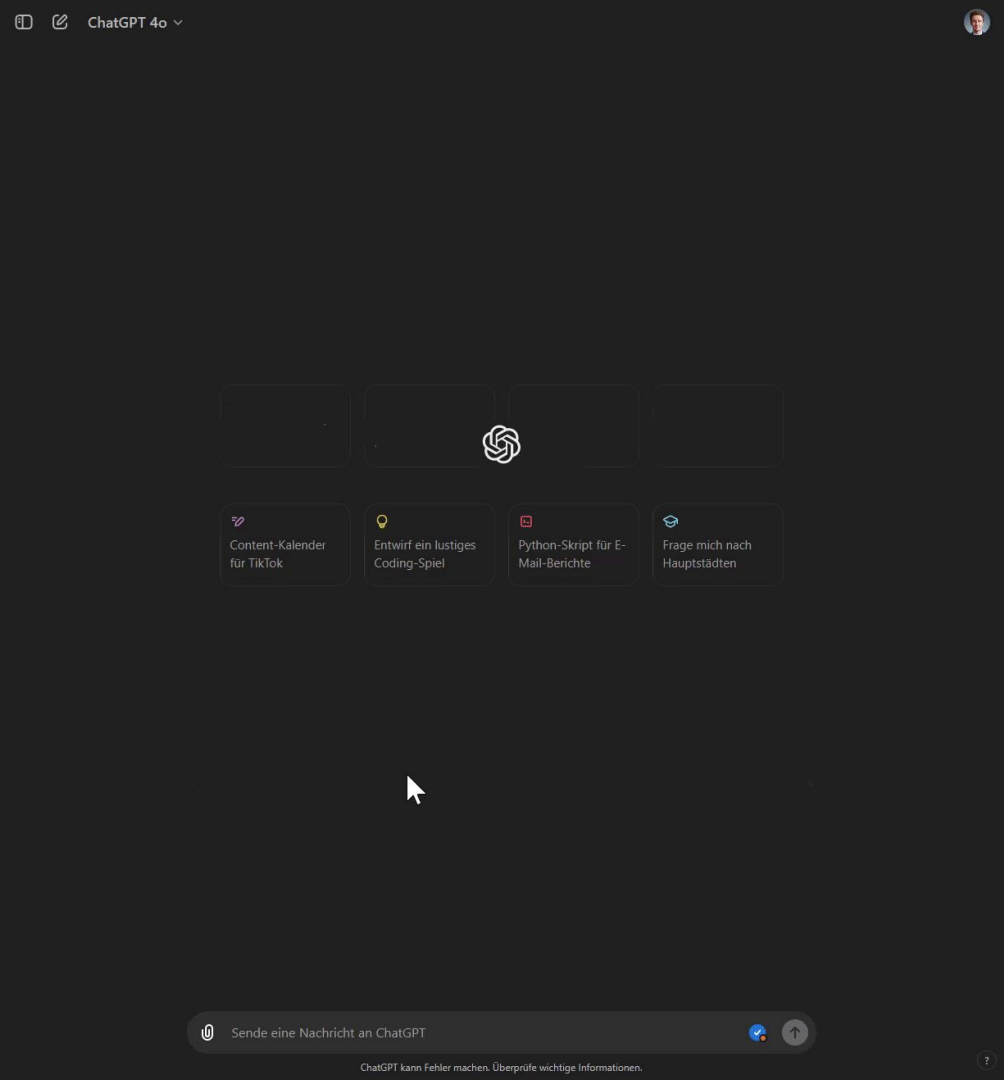 ChatGPT 4o
Content-Kalender
für TikTok
Entwirf ein lustiges
Coding-Spiel
Python-Skript für E-
Mail-Berichte
Frage mich nach
Hauptstädten
Sende eine Nachricht an ChatGPT
ChatGPT kann Fehler machen. Überprüfe wichtige Informationen.
?